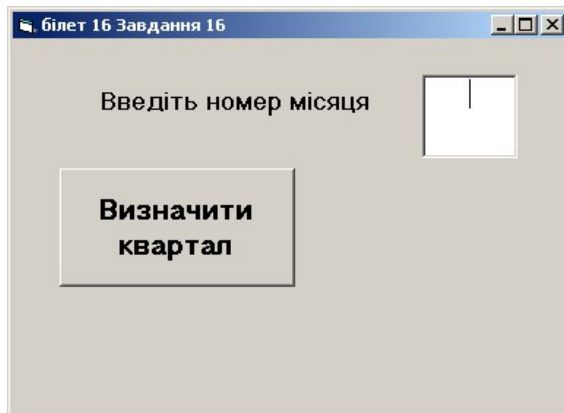 білет 16 Завдання 16
Введіть номер місяця
Визначити
квартал